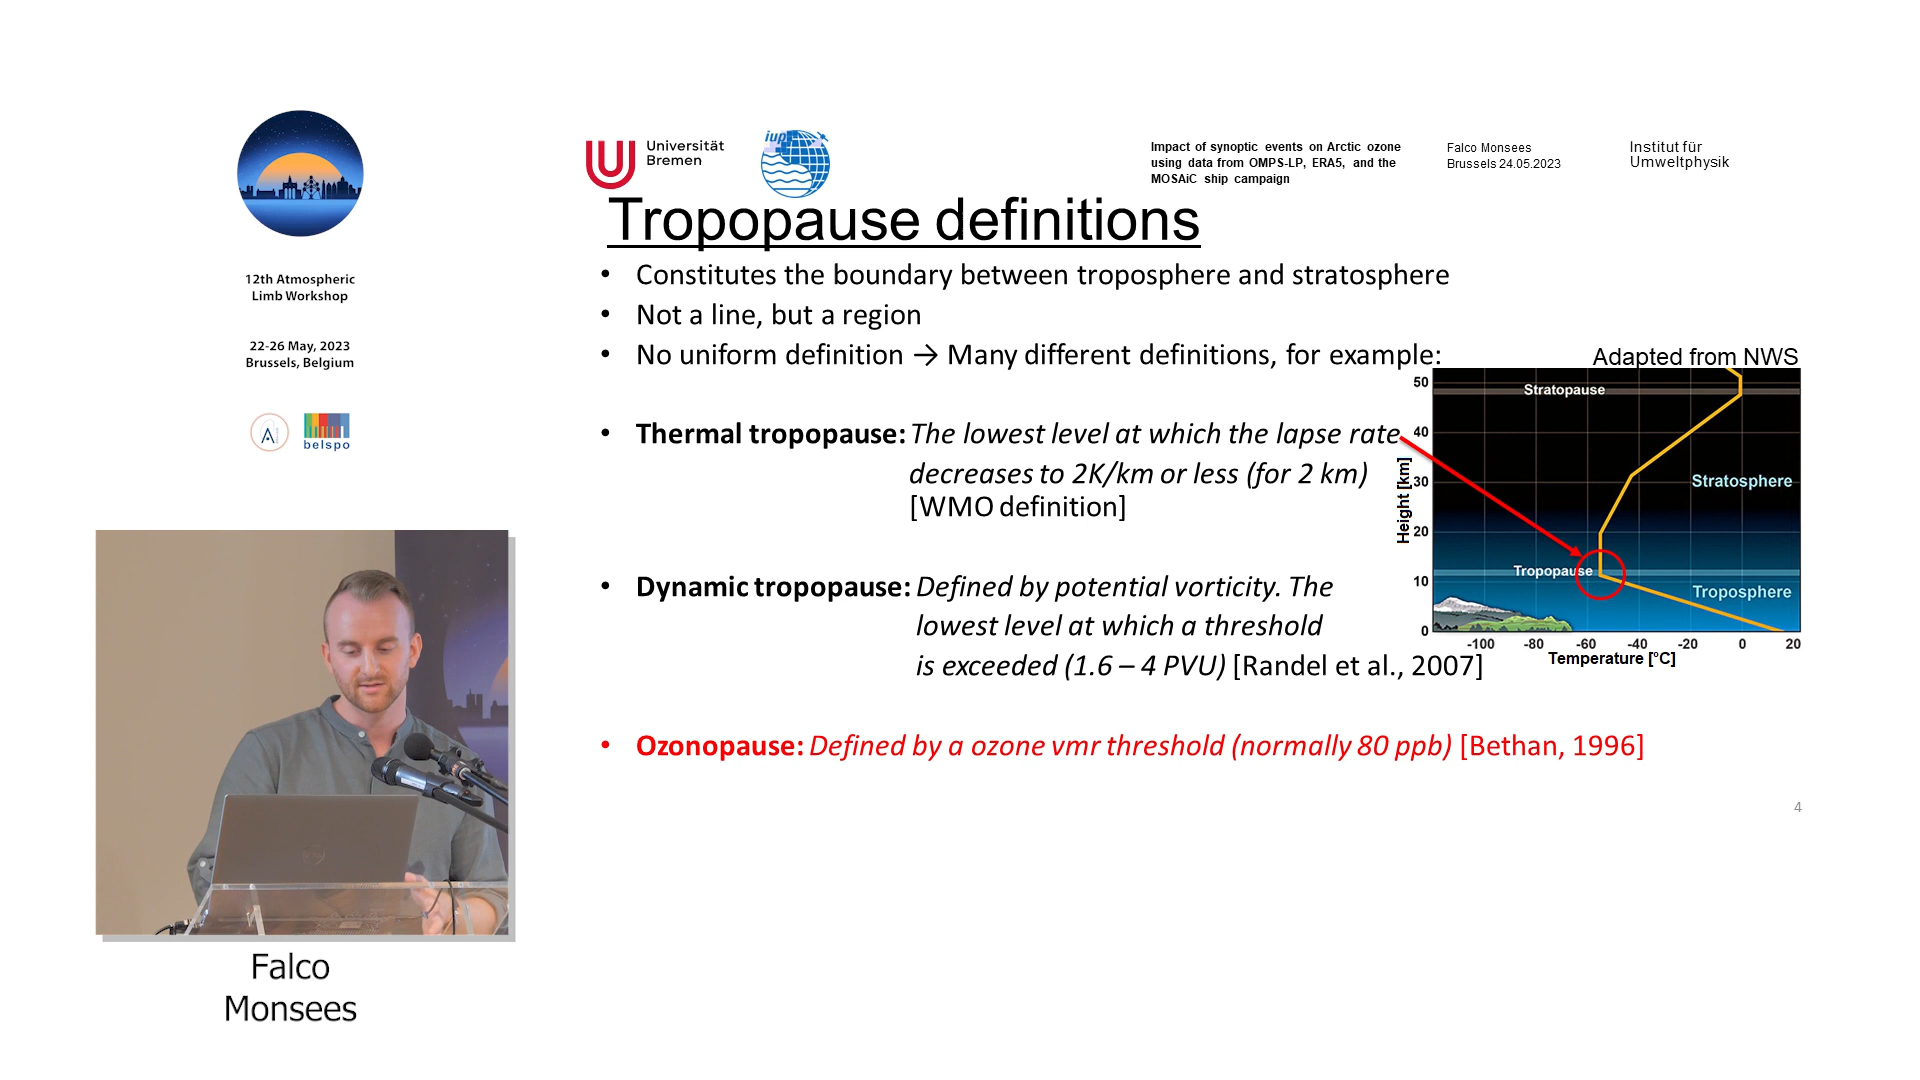 12th Atmospheric
Limb Workshop
22-26 May, 2023
Brussels, Belgium
A
belspo
Falco
Monsees
Universität
Bremen
iup
Impact of synoptic events on Arctic ozone
using data from OMPS-LP, ERA5, and the
MOSAiC ship campaign
Falco Monsees
Brussels 24.05.2023
Institut für
Umweltphysik
Tropopause definitions
• Constitutes the boundary between troposphere and stratosphere
• Not a line, but a region
• No uniform definition → Many different definitions, for example:
• Thermal tropopause: The lowest level at which the lapse rate
decreases to 2K/km or less (for 2 km)
[WMO definition]
• Dynamic tropopause: Defined by potential vorticity. The
lowest level at which a threshold
is exceeded (1.6 – 4 PVU) [Randel et al., 2007]
• Ozonopause: Defined by a ozone vmr threshold (normally 80 ppb) [Bethan, 1996]
Adapted from NWS
50
40
30
20
10
0
Height [km]
Stratopause
Stratosphere
Tropopause
Troposphere
-100 -80 -60 -40 -20 0 20
Temperature [°C]
4